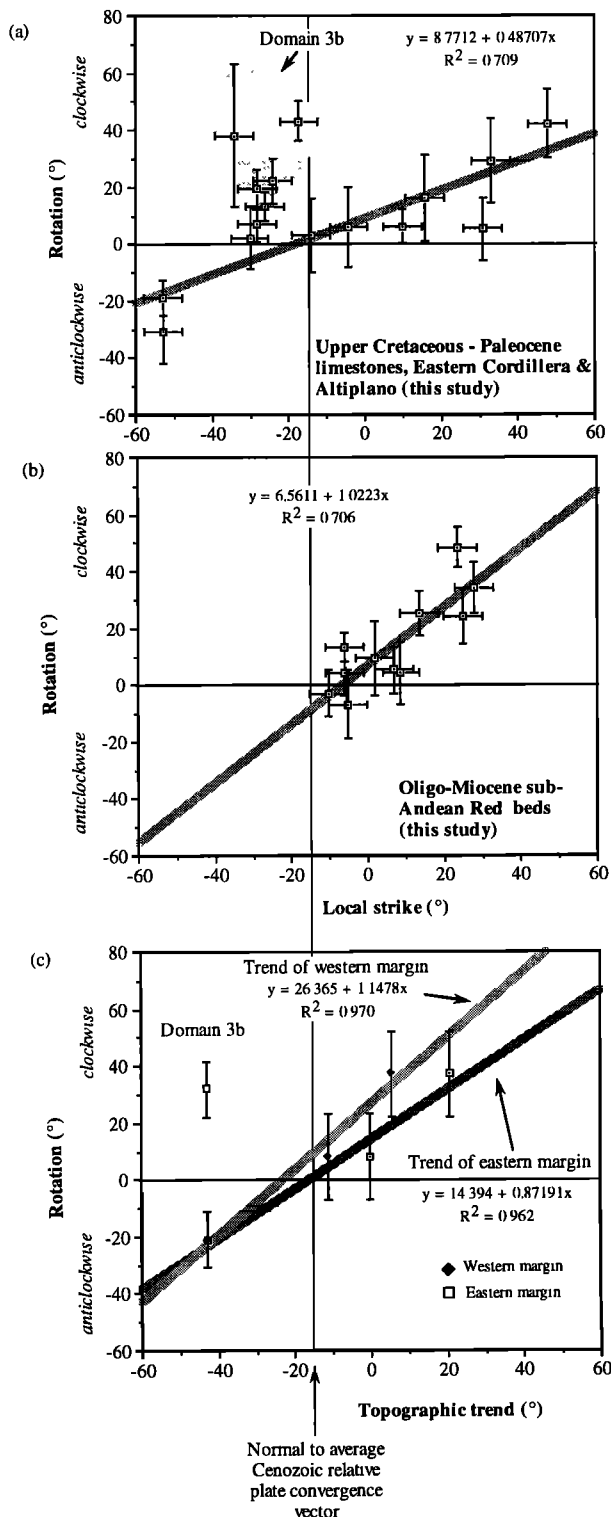 (a)
80
60
40
20
0
-20
-40
-60
clockwise
Rotation (°)
anticlockwise
Domain 3b
y = 8 7712 + 0 48707x
R2 = 0 709
Upper Cretaceous - Paleocene
limestones, Eastern Cordillera &
Altiplano (this study)
-60 -40 -20 0 20 40 60
(b)
80
60
40
20
0
-20
-40
-60
clockwise
Rotation (°)
anticlockwise
y = 6.5611 + 1 0223x
R2 = 0 706
Oligo-Miocene sub-
Andean Red beds
(this study)
-60 -40 -20 0 20 40 60
Local strike (°)
(c)
80
60
40
20
0
-20
-40
-60
clockwise
Rotation (°)
anticlockwise
Trend of western margin
y = 26 365 + 1 1478x
R2 = 0 970
Domain 3b
Trend of eastern margin
y = 14 394 + 0.87191x
R2 = 0 962
Western margin
Eastern margin
-60 -40 -20 0 20 40 60
Topographic trend (°)
Normal to average
Cenozoic relative
plate convergence
vector